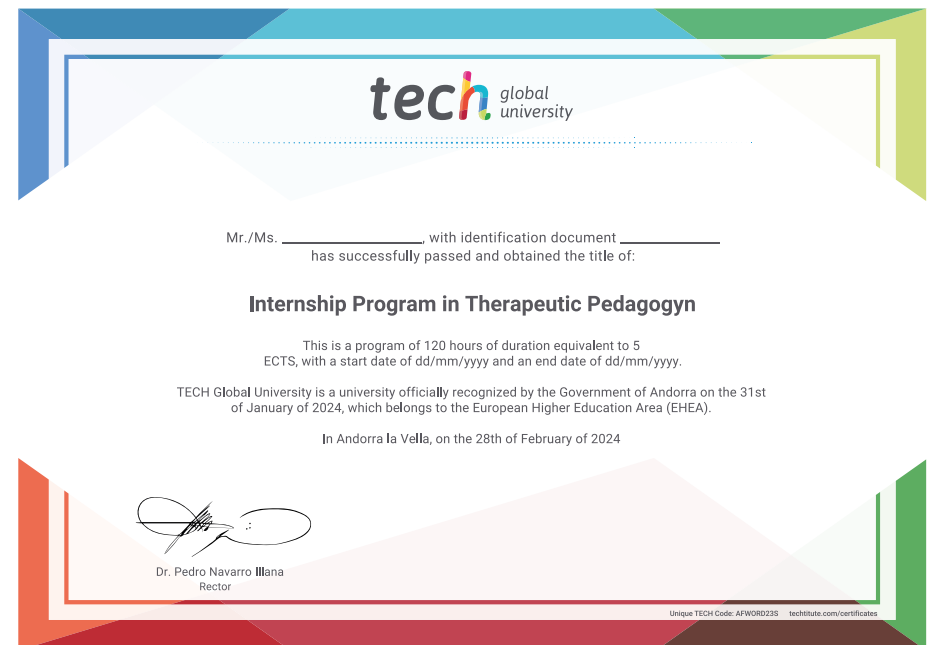 tech global university
Mr./Ms. ____________________, with identification document ______________
has successfully passed and obtained the title of:
Internship Program in Therapeutic Pedagogyn
This is a program of 120 hours of duration equivalent to 5
ECTS, with a start date of dd/mm/yyyy and an end date of dd/mm/yyyy.
TECH Global University is a university officially recognized by the Government of Andorra on the 31st
of January of 2024, which belongs to the European Higher Education Area (EHEA).
In Andorra la Vella, on the 28th of February of 2024
Dr. Pedro Navarro Illana
Rector
Unique TECH Code: AFWORD23S techtitute.com/certificates